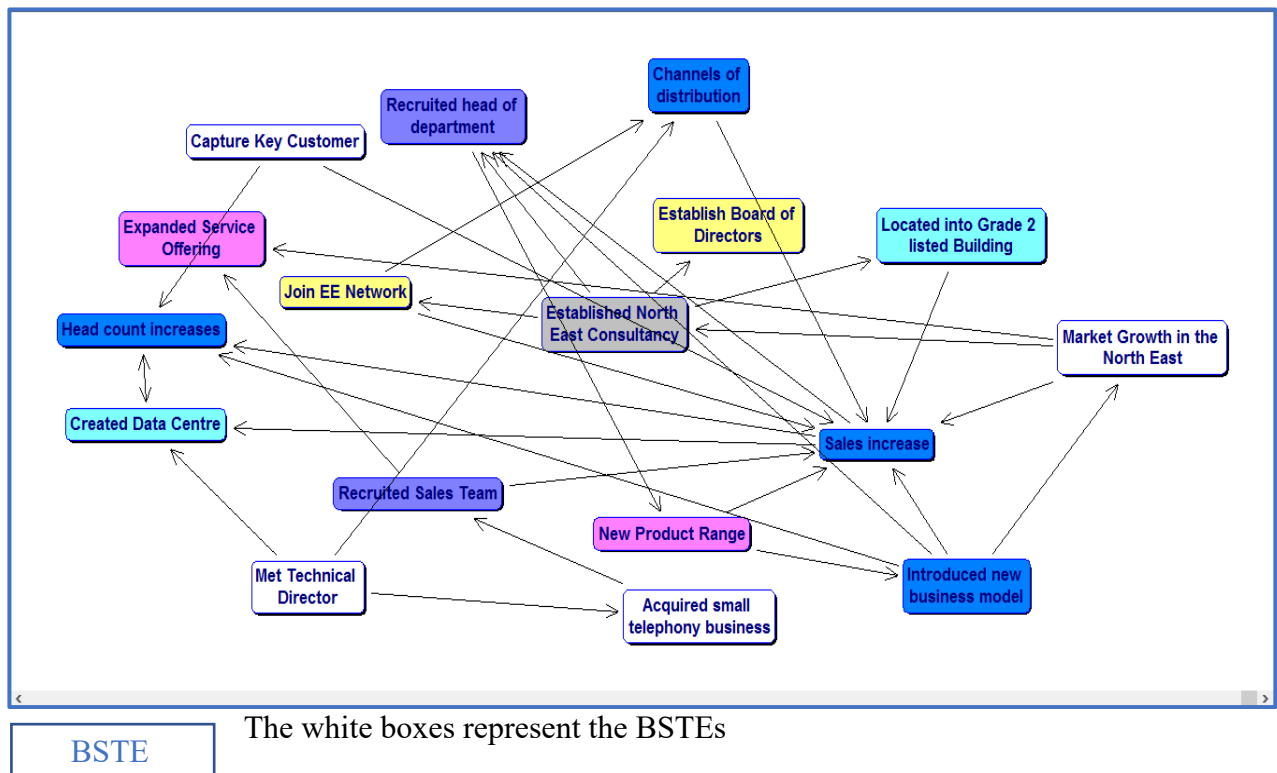 Channels of
distribution
Recruited head of
department
Capture Key Customer
Expanded Service
Offering
Establish Board of
Directors
Located into Grade 2
listed Building
Join EE Network
Established North
East Consultancy
Head count increases
Market Growth in the
North East
Created Data Centre
Sales increase
Recruited Sales Team
New Product Range
Met Technical
Director
Acquired small
telephony business
Introduced new
business model
BSTE
The white boxes represent the BSTEs